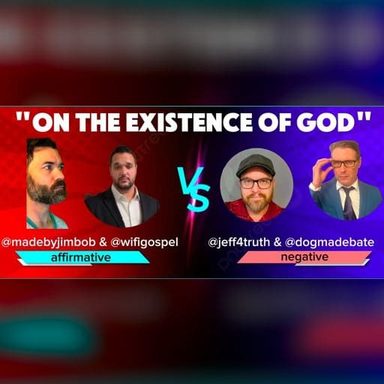 "ON THE EXISTENCE OF GOD"
VS
@madebyjimbob & @wifigospel
@jeff4truth & @dogmadebate
affirmative
negative